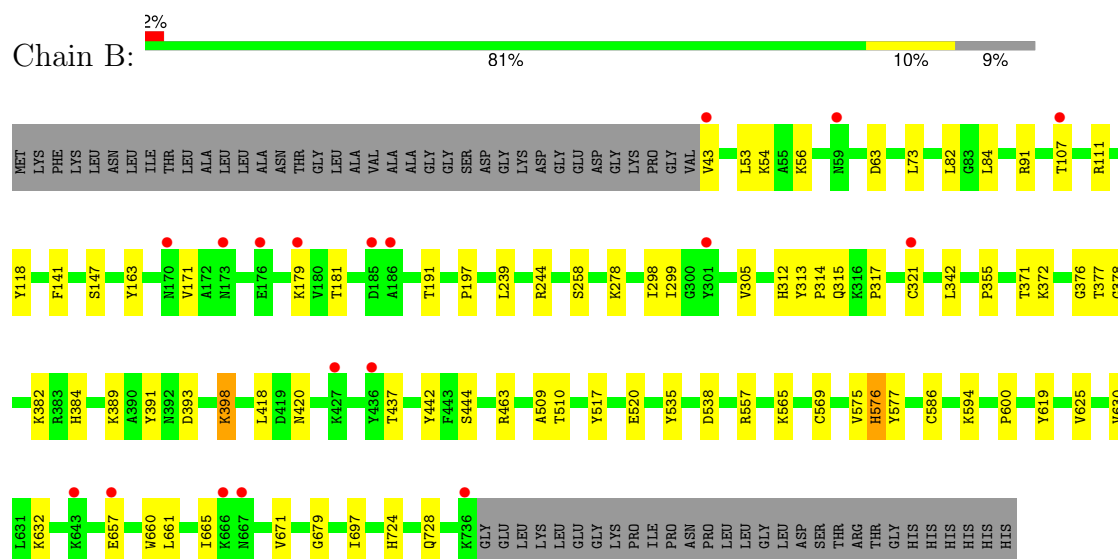 2%
Chain B:
81% 10% 9%
MET LYS PHE LYS LEU ASN LEU ILE THR LEU ALA LEU LEU ALA ASN THR GLY LEU ALA VAL ALA ALA GLY GLY SER ASP GLY LYS ASP GLY GLU ASP GLY LYS PRO GLY VAL V43 L53 K54 A55 K56 N59 D63 L73 L82 G83 L84 R91 T107 R111
Y118 F141 S147 Y163 N170 V171 A172 N173 E176 K179 V180 T181 D185 A186 T191 P197 L239 R244 S258 K278 I298 I299 G300 Y301 V305 H312 Y313 P314 Q315 K316 P317 C321 L342 P355 T371 K372 G376 T377
K382 R383 H384 K389 A390 Y391 N392 D393 K398 L418 D419 N420 K427 Y436 T437 Y442 F443 S444 R463 A509 T510 Y517 E520 Y535 D538 R557 K565 C569 V575 H576 Y577 C586 K594 P600 Y619 V625
L631 K632 K643 E657 W660 L661 I665 K666 N667 V671 G679 I697 H724 Q728 K736 GLY GLU LEU LYS LEU GLU GLY LYS PRO ILE PRO ASN PRO LEU LEU GLY LEU ASP SER THR ARG THR GLY HIS HIS HIS HIS HIS HIS